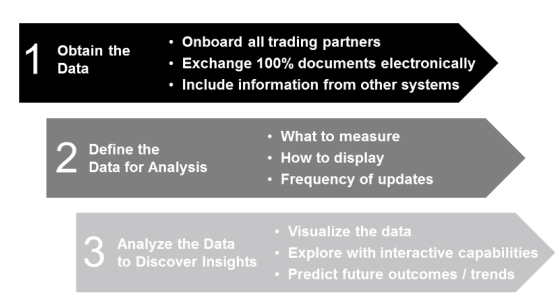 1
Obtain the
Data
• Onboard all trading partners
• Exchange 100% documents electronically
• Include information from other systems
2
Define the
Data for Analysis
• What to measure
• How to display
• Frequency of updates
3
Analyze the Data
to Discover Insights
• Visualize the data
• Explore with interactive capabilities
• Predict future outcomes / trends